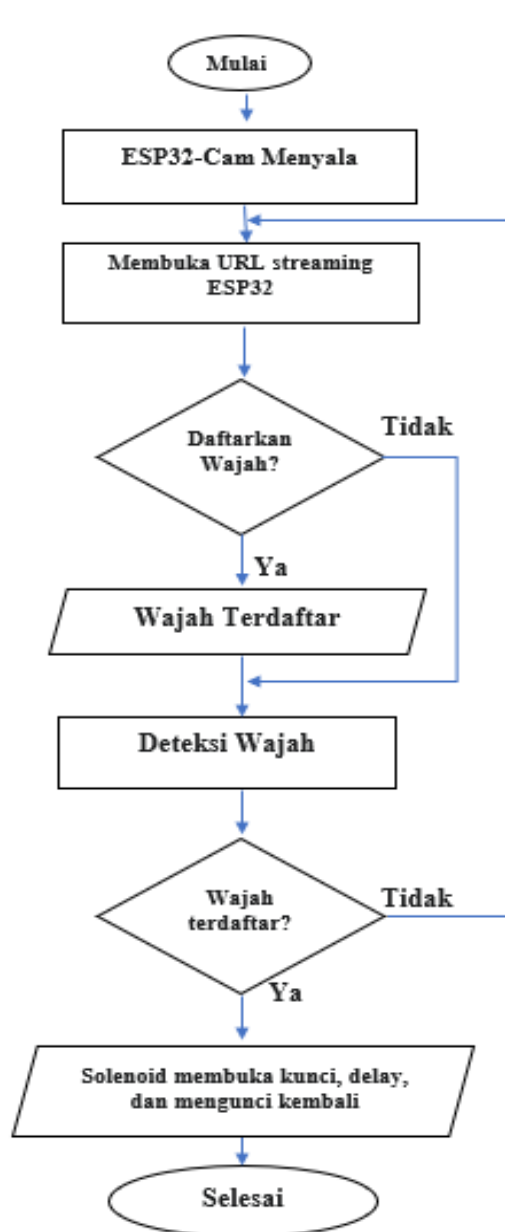 Mulai
ESP32-Cam Menyala
Membuka URL streaming
ESP32
Daftarkan
Wajah?
Tidak
Ya
Wajah Terdaftar
Deteksi Wajah
Wajah
terdaftar?
Tidak
Ya
Solenoid membuka kunci, delay,
dan mengunci kembali
Selesai